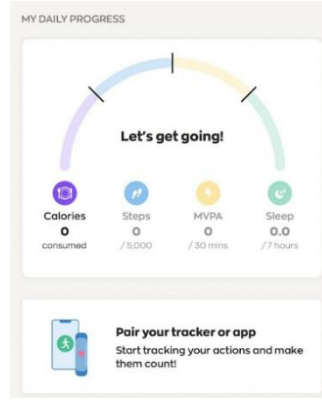 MY DAILY PROGRESS
Let's get going!
Calories
0
consumed
Steps
0
/5,000
MVPA
0
/30 mins
Sleep
0.0
/7 hours
Pair your tracker or app
Start tracking your actions and make
them count!